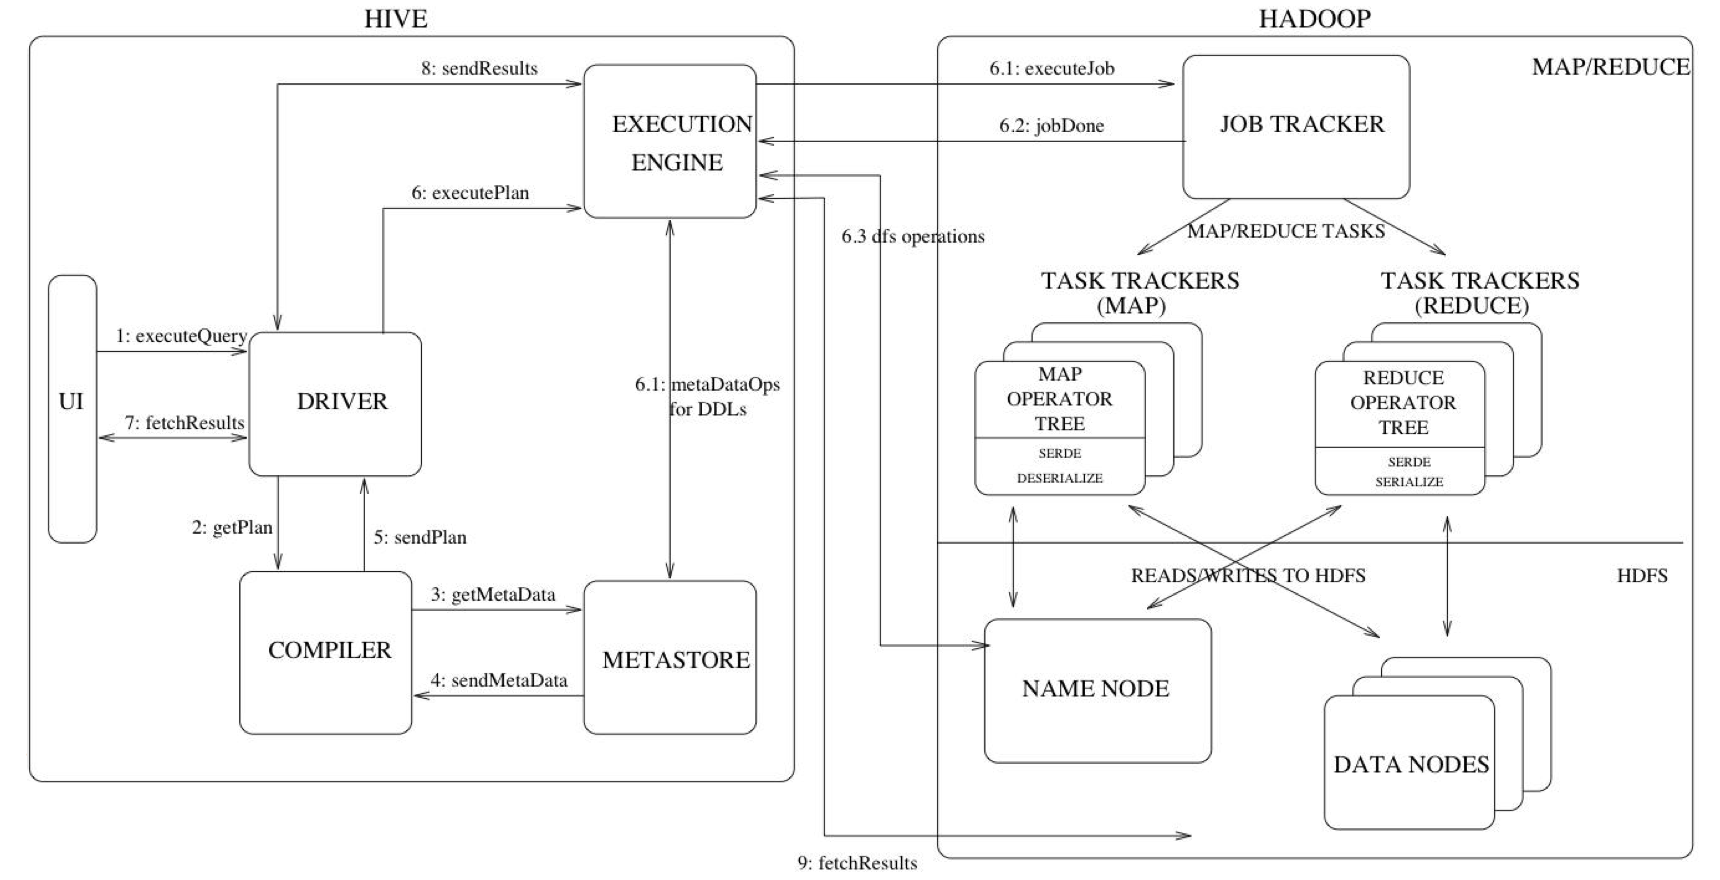 HIVE
HADOOP
8: sendResults
6.1: executeJob
MAP/REDUCE
EXECUTION
ENGINE
6.2: jobDone
JOB TRACKER
6: executePlan
6.3 dfs operations
MAP/REDUCE TASKS
TASK TRACKERS
(MAP)
TASK TRACKERS
(REDUCE)
1: executeQuery
UI
DRIVER
7: fetchResults
6.1: metaDataOps
for DDLs
MAP
OPERATOR
TREE
SERDE
DESERIALIZE
REDUCE
OPERATOR
TREE
SERDE
SERIALIZE
2: getPlan
5: sendPlan
READS/WRITES TO HDFS
HDFS
3: getMetaData
COMPILER
METASTORE
4: sendMetaData
NAME NODE
DATA NODES
9: fetchResults